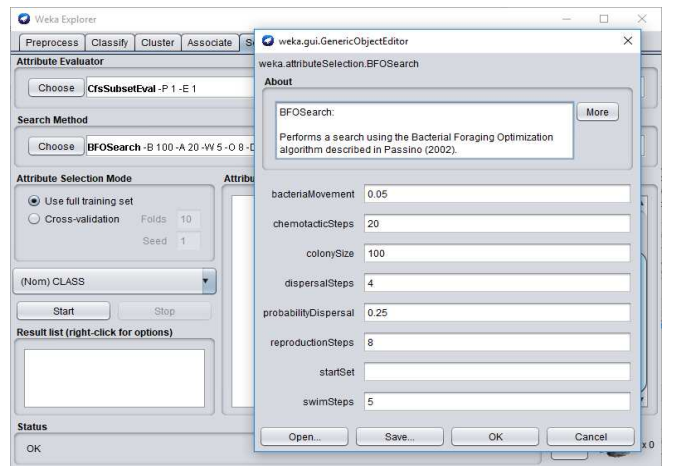 Weka Explorer
Preprocess Classify Cluster Associate
Attribute Evaluator
Choose CfsSubsetEval -P 1 -E 1
Search Method
Choose BFOSearch -B 100 -A 20 -W 5 -O 8 -D
Attribute Selection Mode
Use full training set
Cross-validation Folds 10
Seed 1
(Nom) CLASS
Start Stop
Result list (right-click for options)
Status
OK
Attribu
weka.gui.GenericObjectEditor
weka.attributeSelection.BFOSearch
About
BFOSearch:
More
Performs a search using the Bacterial Foraging Optimization
algorithm described in Passino (2002).
bacteriaMovement 0.05
chemotacticSteps 20
colonySize 100
dispersalSteps 4
probabilityDispersal 0.25
reproductionSteps 8
startSet
swimSteps 5
Open... Save... OK Cancel
x 0